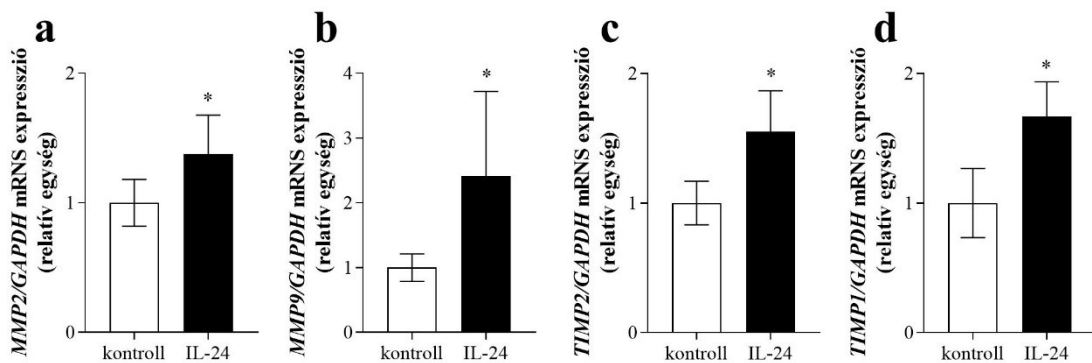 a
MMP2/GAPDH mRNS expresszió
(relatív egység)
2
1
0
*
kontroll IL-24
b
MMP9/GAPDH mRNS expresszió
(relatív egység)
4
3
2
1
0
*
kontroll IL-24
c
TIMP2/GAPDH mRNS expresszió
(relatív egység)
2
1
0
*
kontroll IL-24
d
TIMP1/GAPDH mRNS expresszió
(relatív egység)
2
1
0
*
kontroll IL-24